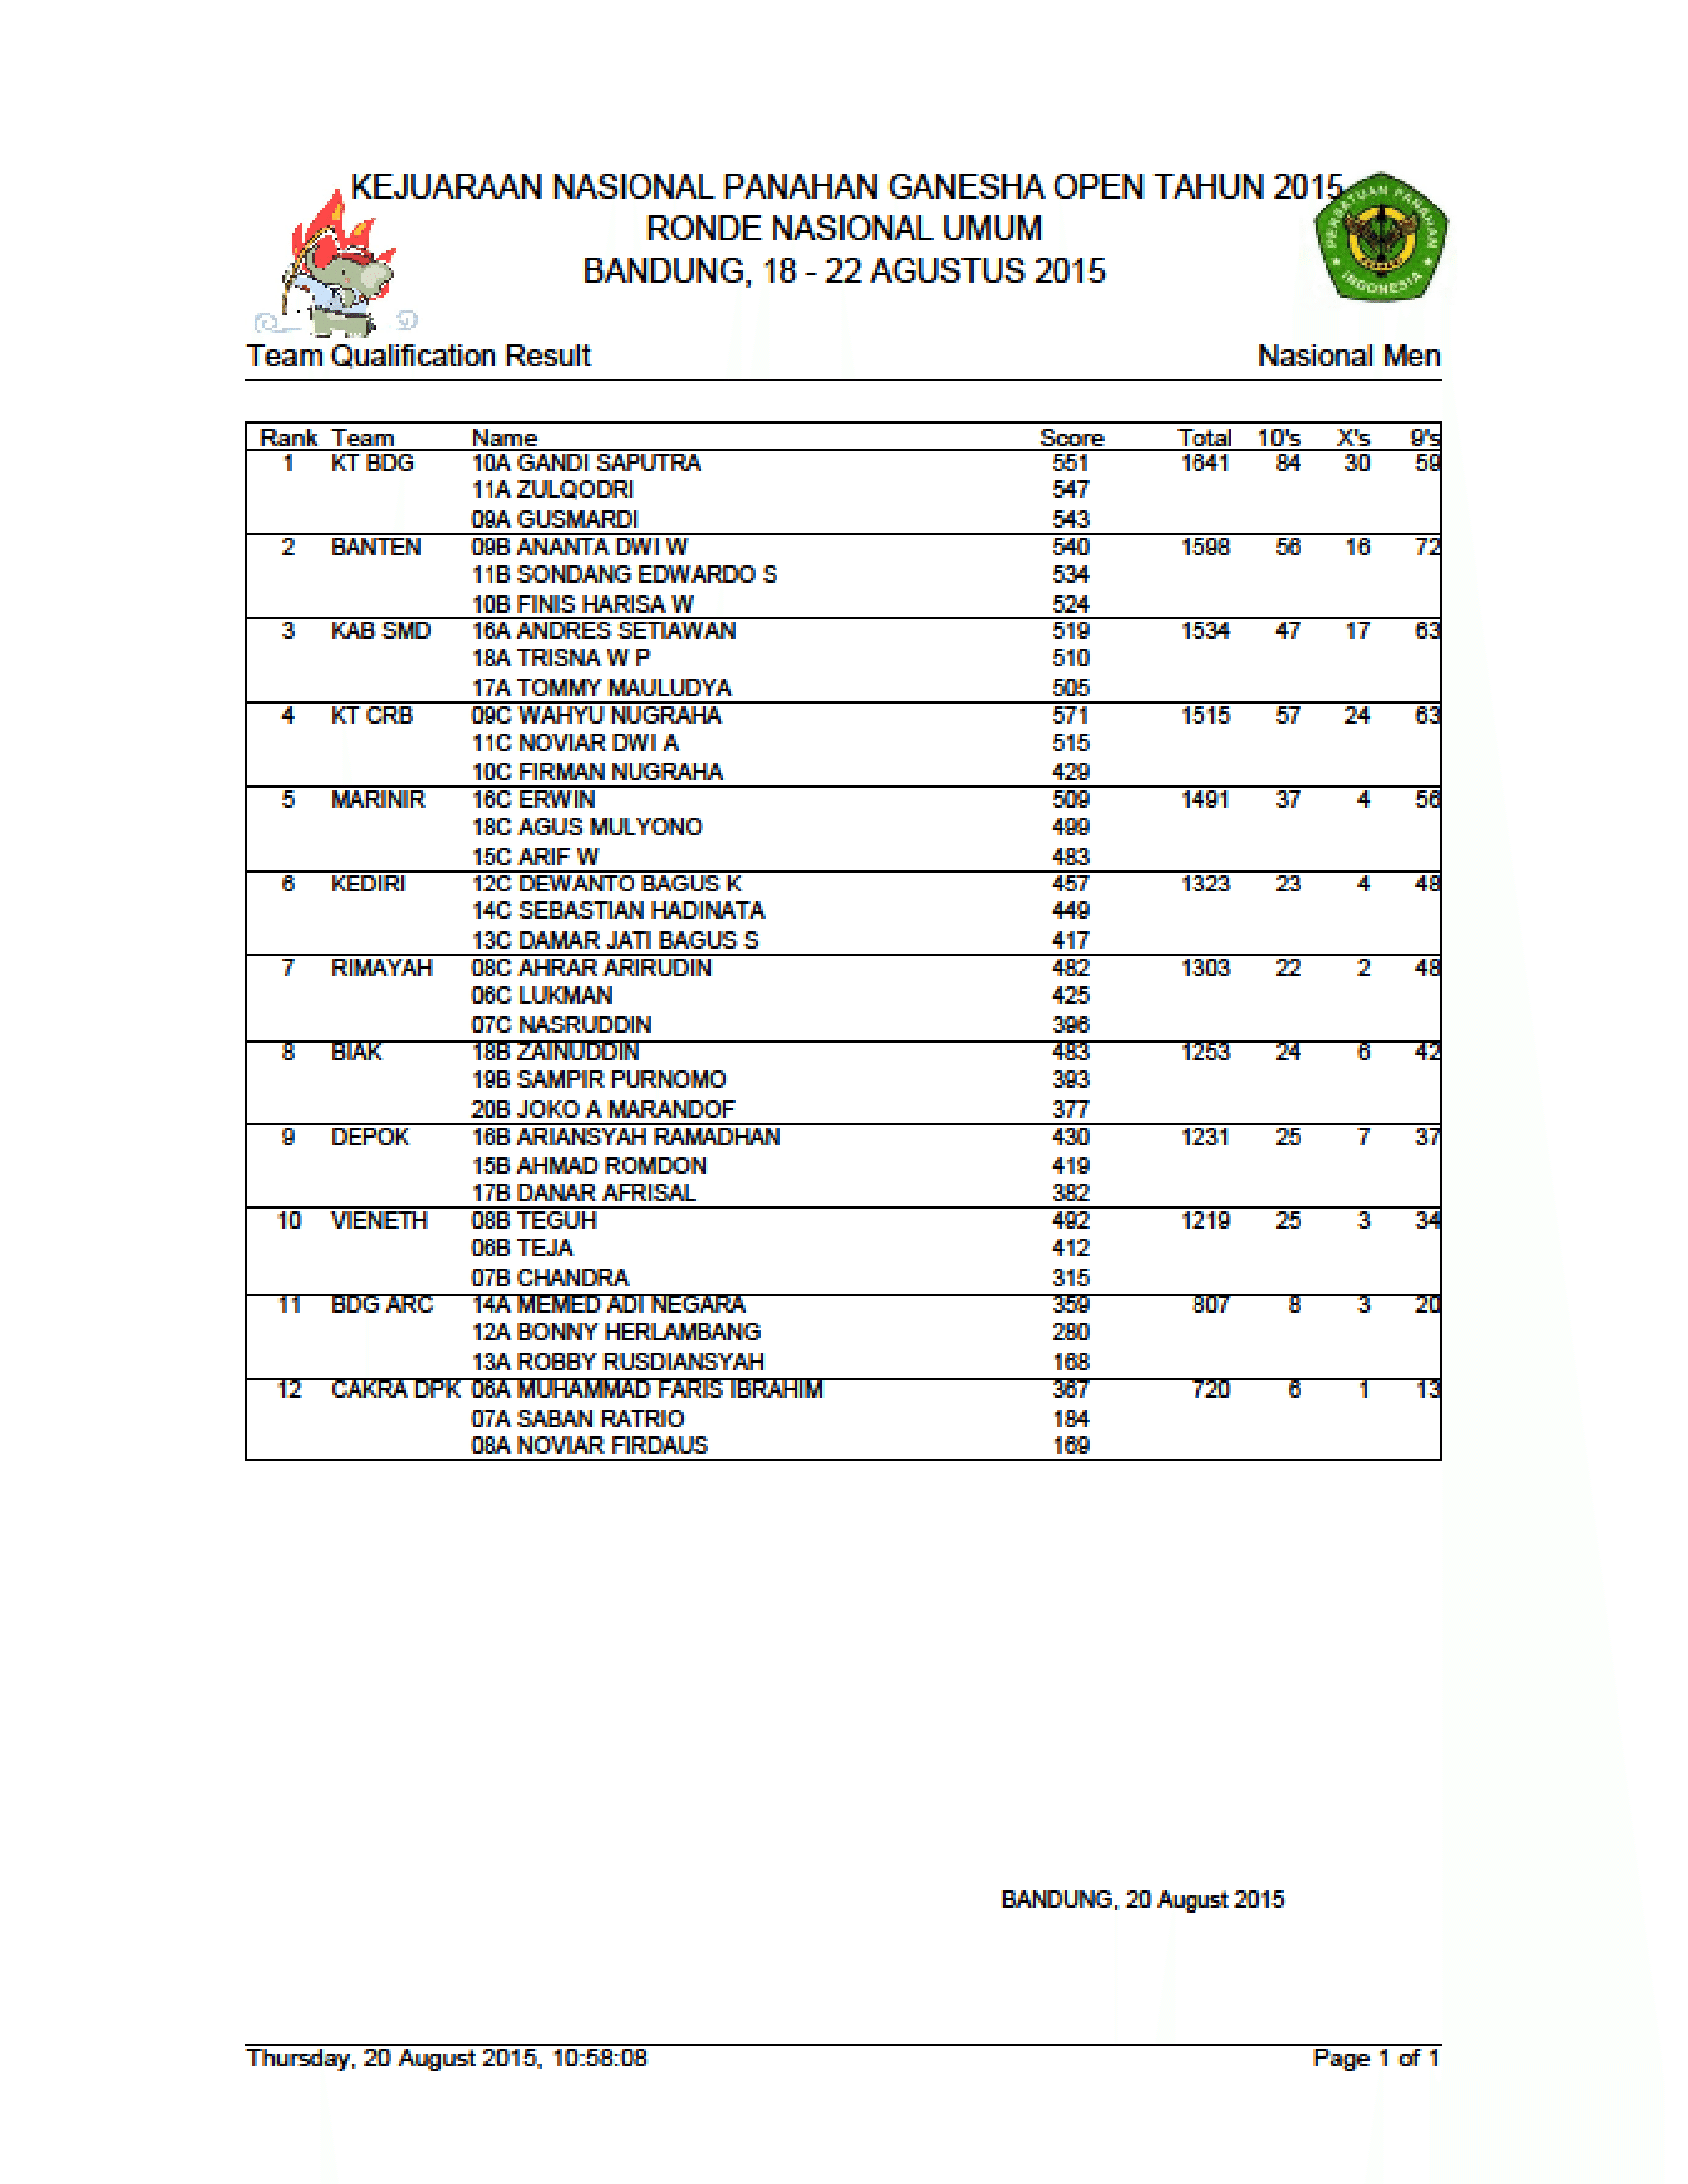 KEJUARAAN NASIONAL PANAHAN GANESHA OPEN TAHUN 2015
RONDE NASIONAL UMUM
BANDUNG, 18 - 22 AGUSTUS 2015
PERSATUAN PANAHAN
INDONESIA
Team Qualification Result Nasional Men
Rank Team Name Score Total 10's X's 9's
1 KT BDG 10A GANDI SAPUTRA 551 1641 84 30 59
11A ZULQODRI 547
09A GUSMARDI 543
2 BANTEN 09B ANANTA DWI W 540 1598 56 16 72
11B SONDANG EDWARDO S 534
10B FINIS HARISA W 524
3 KAB SMD 16A ANDRES SETIAWAN 519 1534 47 17 63
18A TRISNA W P 510
17A TOMMY MAULUDYA 505
4 KT CRB 09C WAHYU NUGRAHA 571 1515 57 24 63
11C NOVIAR DWI A 515
10C FIRMAN NUGRAHA 429
5 MARINIR 16C ERWIN 509 1491 37 4 56
18C AGUS MULYONO 499
15C ARIF W 483
6 KEDIRI 12C DEWANTO BAGUS K 457 1323 23 4 48
14C SEBASTIAN HADINATA 449
13C DAMAR JATI BAGUS S 417
7 RIMAYAH 08C AHRAR ARIRUDIN 482 1303 22 2 48
06C LUKMAN 425
07C NASRUDDIN 396
8 BIAK 18B ZAINUDDIN 483 1253 24 6 42
19B SAMPIR PURNOMO 393
20B JOKO A MARANDOF 377
9 DEPOK 16B ARIANSYAH RAMADHAN 430 1231 25 7 37
15B AHMAD ROMDON 419
17B DANAR AFRISAL 382
10 VIENETH 08B TEGUH 492 1219 25 3 34
06B TEJA 412
07B CHANDRA 315
11 BDG ARC 14A MEMED ADI NEGARA 359 807 8 3 20
12A BONNY HERLAMBANG 280
13A ROBBY RUSDIANSYAH 168
12 CAKRA DPK 06A MUHAMMAD FARIS IBRAHIM 367 720 6 1 13
07A SABAN RATRIO 184
08A NOVIAR FIRDAUS 169
BANDUNG, 20 August 2015
Thursday, 20 August 2015, 10:58:08 Page 1 of 1